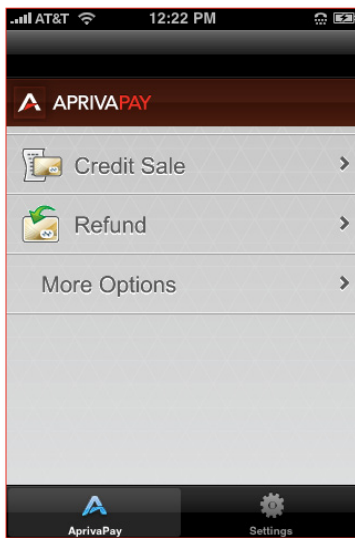 AT&T 12:22 PM
APRIVAPAY
Credit Sale
Refund
More Options
AprivaPay Settings